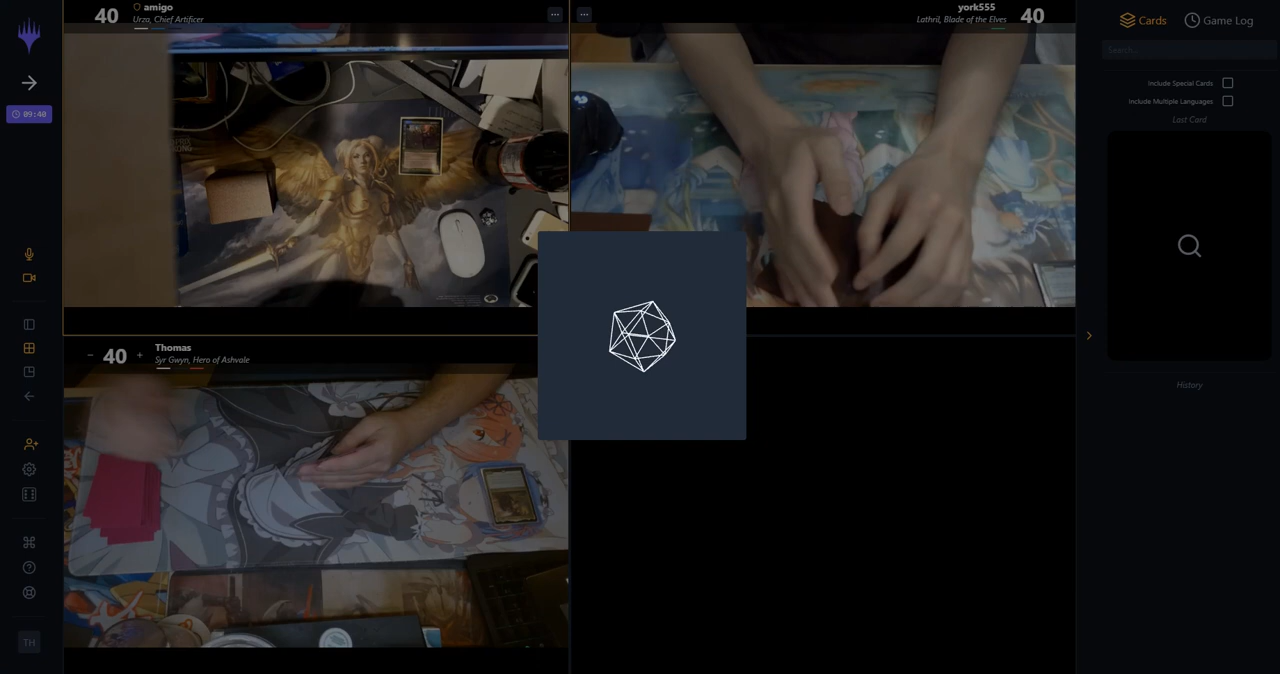 40
amigo
Urza, Chief Artificer
...
...
york555
Lathril, Blade of the Elves
40
Cards
Game Log
Search...
09:40
Include Special Cards
Include Multiple Languages
Last Card
− 40 +
Thomas
Syr Gwyn, Hero of Ashvale
History
TH